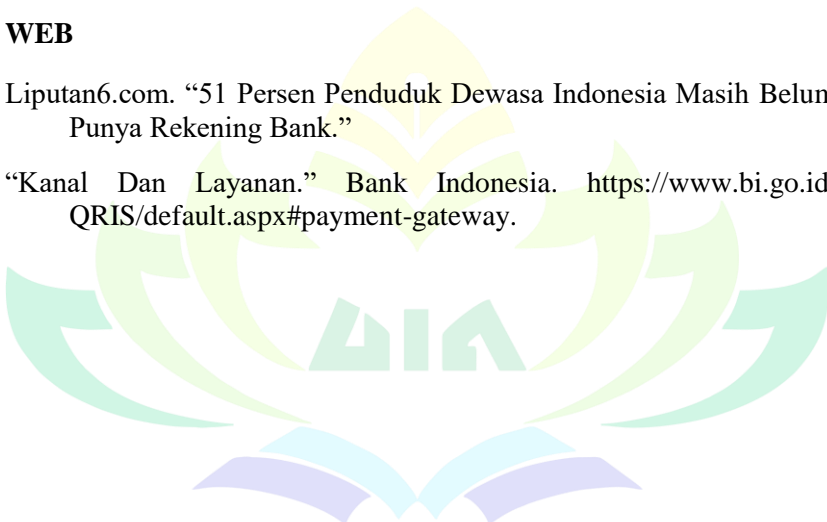 WEB
Liputan6.com. “51 Persen Penduduk Dewasa Indonesia Masih
Punya Rekening Bank.”
“Kanal Dan Layanan.” Bank Indonesia. https://www.bi.go.id
QRIS/default.aspx#payment-gateway.
UIN